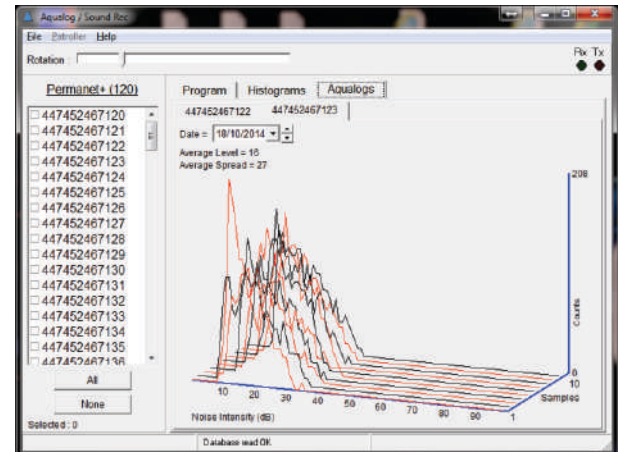 Aqualog / Sound Rec
File Patroller Help
Rotation :
Rx Tx
Permanet+ (120)
447452467120
447452467121
447452467122
447452467123
447452467124
447452467125
447452467126
447452467127
447452467128
447452467129
447452467130
447452467131
447452467132
447452467133
447452467134
447452467135
447452467136
All
None
Selected : 0
Program Histograms Aqualogs
447452467122 447452467123
Date = 18/10/2014
Average Level = 16
Average Spread = 27
208
Counts
0
10
Samples
1
10 20 30 40 50 60 70 80 90
Noise Intensity (dB)
Database read OK